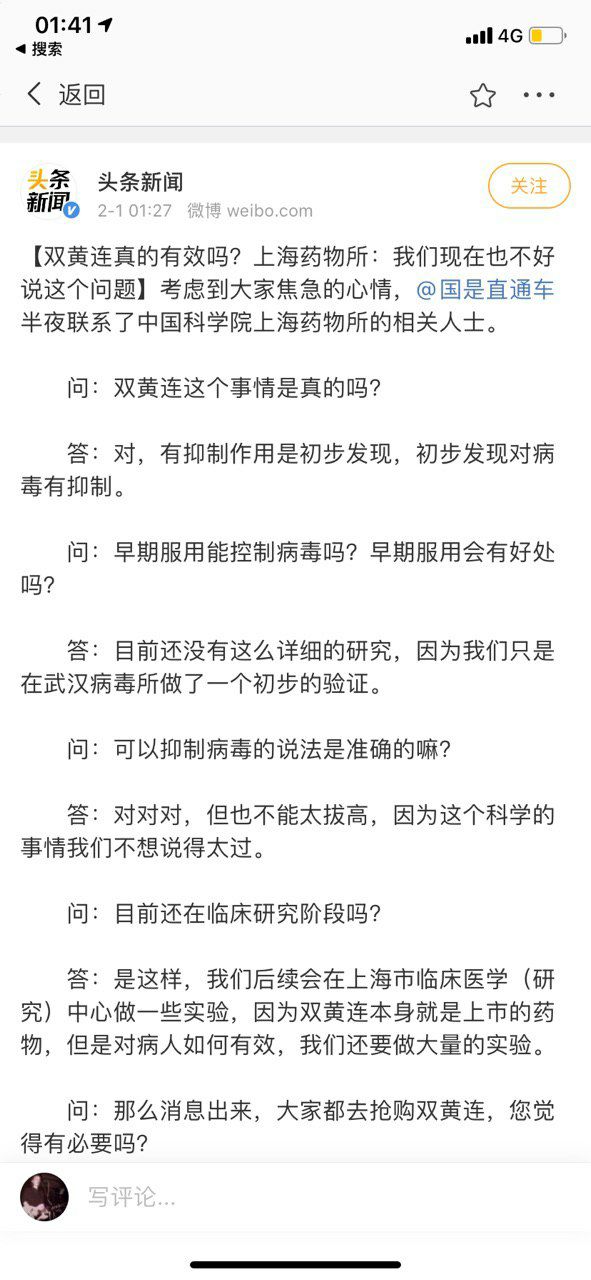 01:41
4G
搜索
返回
头条
新闻
头条新闻
关注
2-1 01:27 微博 weibo.com
【双黄连真的有效吗？上海药物所：我们现在也不好
说这个问题】考虑到大家焦急的心情，@国是直通车
半夜联系了中国科学院上海药物所的相关人士。
问：双黄连这个事情是真的吗？
答：对，有抑制作用是初步发现，初步发现对病
毒有抑制。
问：早期服用能控制病毒吗？早期服用会有好处
吗？
答：目前还没有这么详细的研究，因为我们只是
在武汉病毒所做了一个初步的验证。
问：可以抑制病毒的说法是准确的嘛？
答：对对对，但也不能太拔高，因为这个科学的
事情我们不想说得太过。
问：目前还在临床研究阶段吗？
答：是这样，我们后续会在上海市临床医学（研
究）中心做一些实验，因为双黄连本身就是上市的药
物，但是对病人如何有效，我们还要做大量的实验。
问：那么消息出来，大家都去抢购双黄连，您觉
得有必要吗？
写评论...